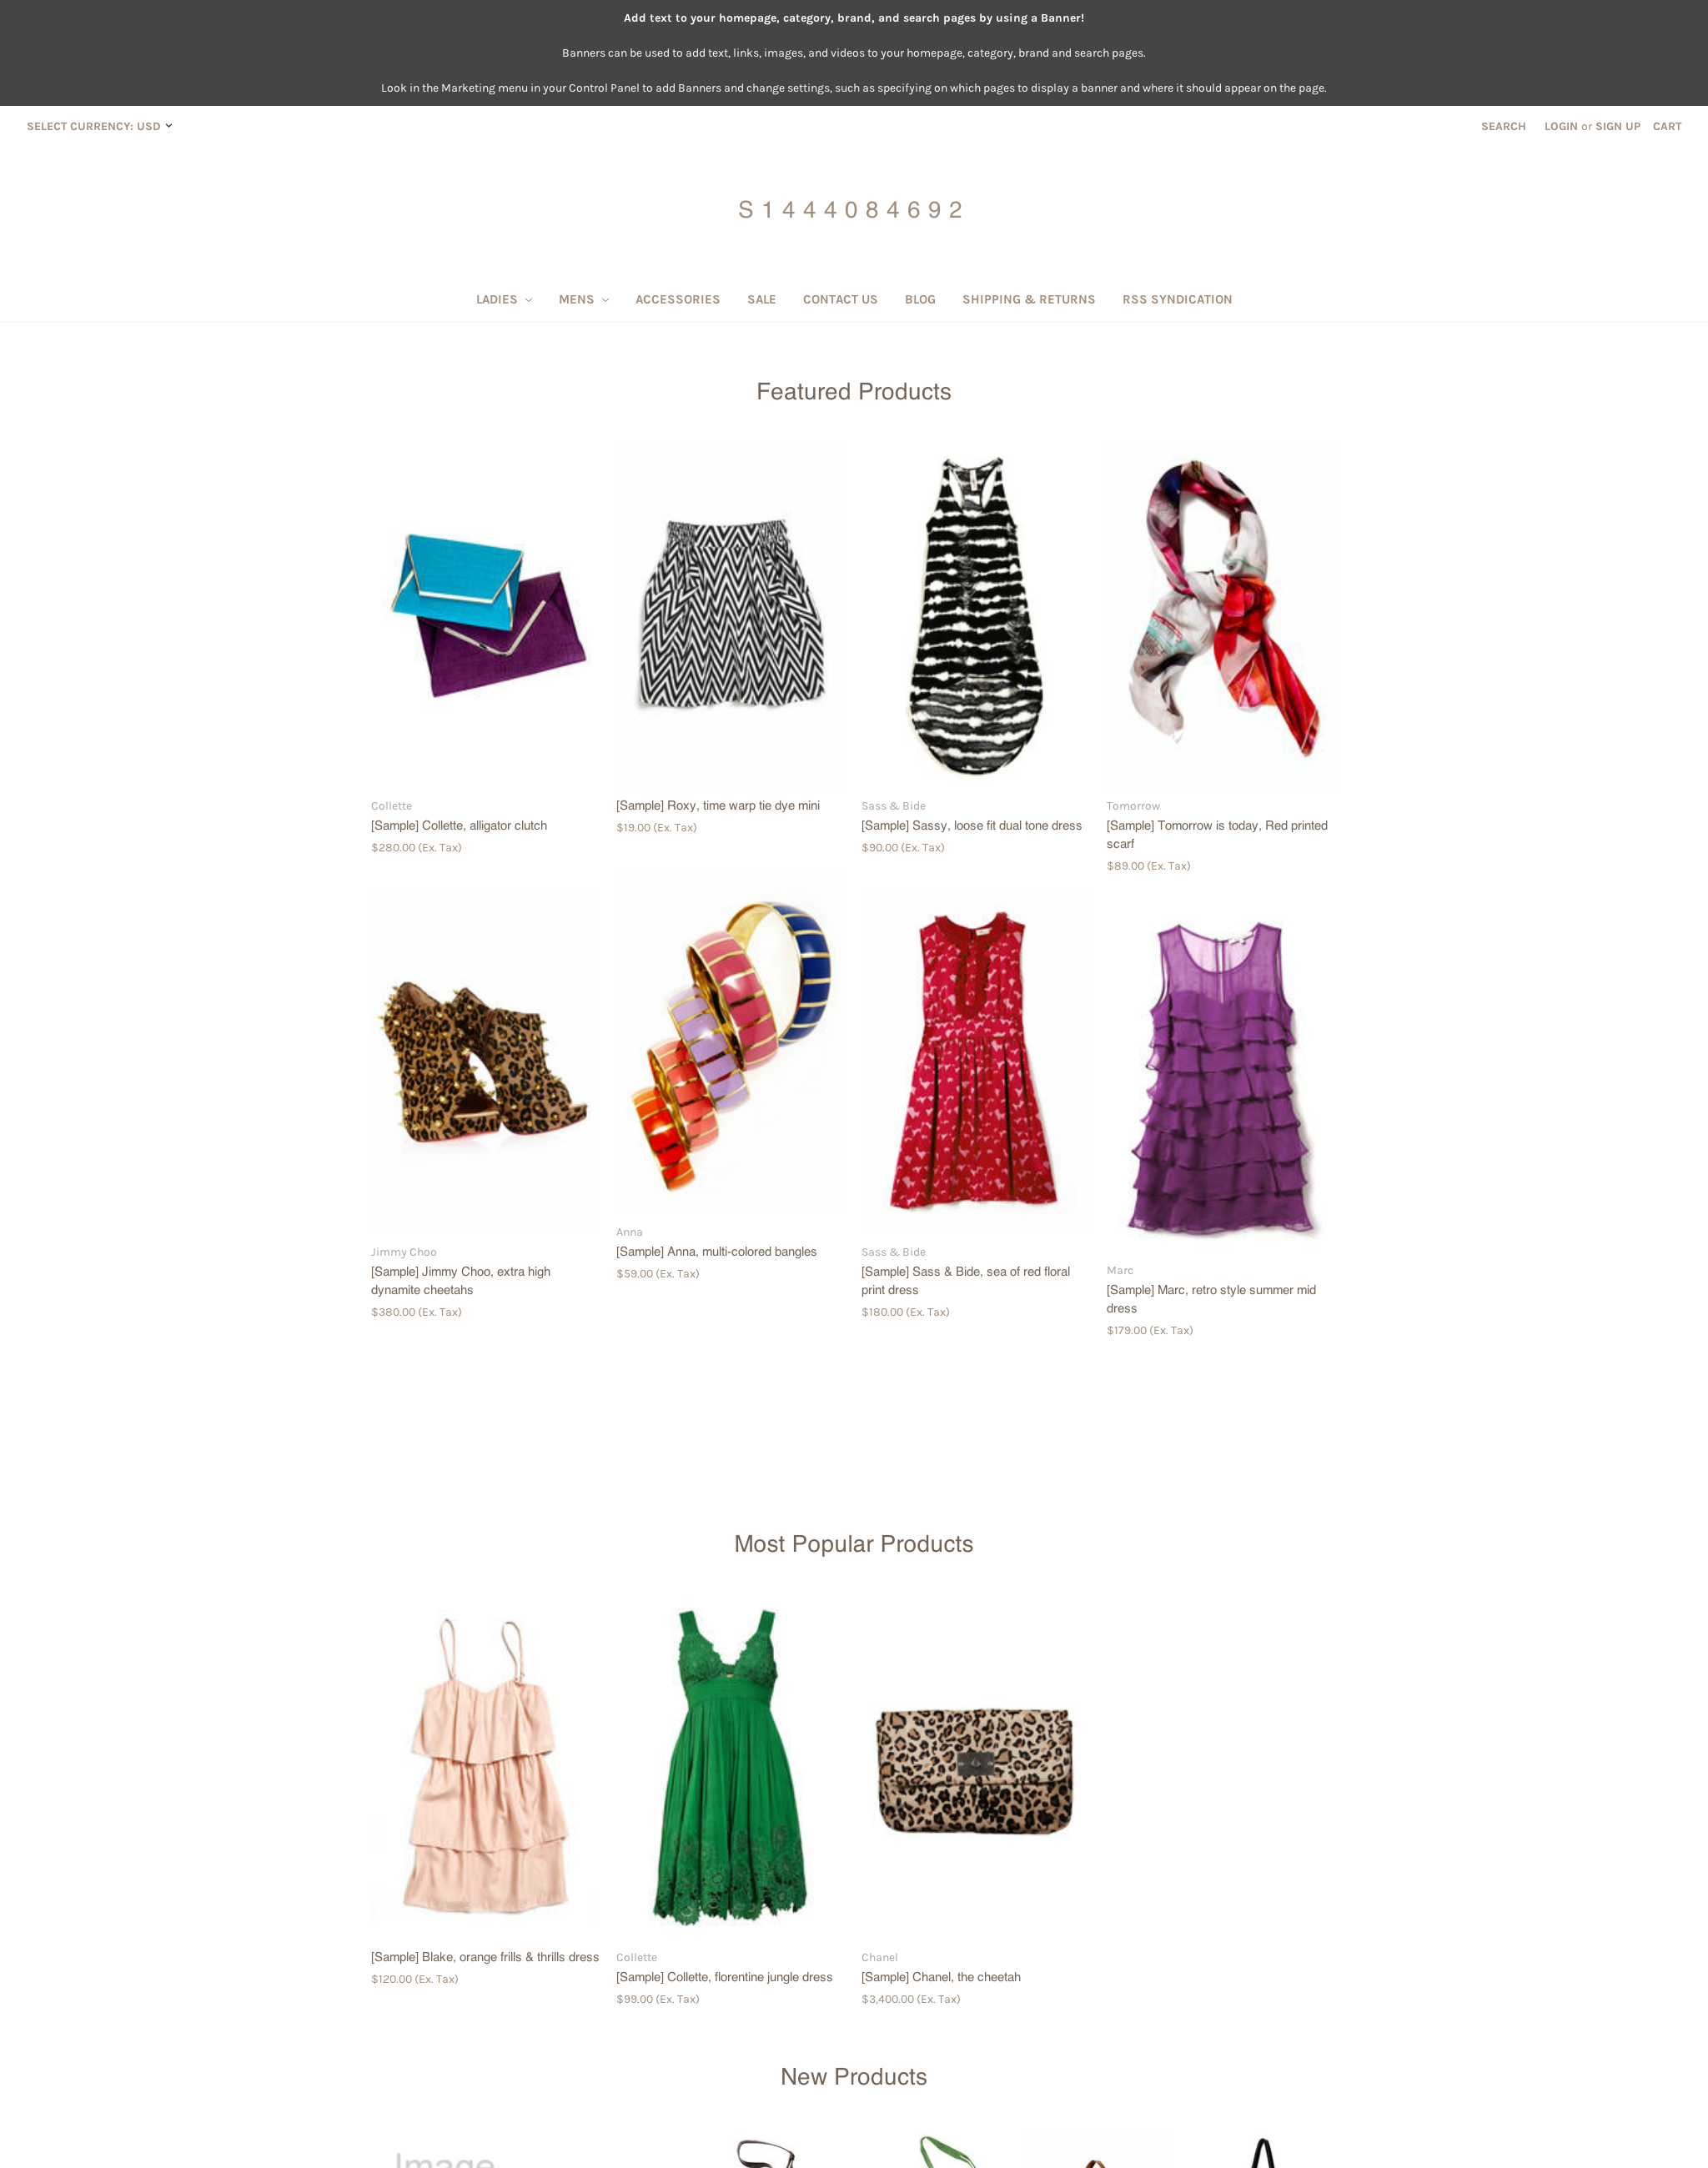 Add text to your homepage, category, brand, and search pages by using a Banner!
Banners can be used to add text, links, images, and videos to your homepage, category, brand and search pages.
Look in the Marketing menu in your Control Panel to add Banners and change settings, such as specifying on which pages to display a banner and where it should appear on the page.
SELECT CURRENCY: USD
SEARCH LOGIN or SIGN UP CART
S1444084692
LADIES MENS ACCESSORIES SALE CONTACT US BLOG SHIPPING & RETURNS RSS SYNDICATION
Featured Products
Collette
[Sample] Collette, alligator clutch
$280.00 (Ex. Tax)
[Sample] Roxy, time warp tie dye mini
$19.00 (Ex. Tax)
Sass & Bide
[Sample] Sassy, loose fit dual tone dress
$90.00 (Ex. Tax)
Tomorrow
[Sample] Tomorrow is today, Red printed
scarf
$89.00 (Ex. Tax)
Jimmy Choo
[Sample] Jimmy Choo, extra high
dynamite cheetahs
$380.00 (Ex. Tax)
Anna
[Sample] Anna, multi-colored bangles
$59.00 (Ex. Tax)
Sass & Bide
[Sample] Sass & Bide, sea of red floral
print dress
$180.00 (Ex. Tax)
Marc
[Sample] Marc, retro style summer mid
dress
$179.00 (Ex. Tax)
Most Popular Products
[Sample] Blake, orange frills & thrills dress
$120.00 (Ex. Tax)
Collette
[Sample] Collette, florentine jungle dress
$99.00 (Ex. Tax)
Chanel
[Sample] Chanel, the cheetah
$3,400.00 (Ex. Tax)
New Products
Image